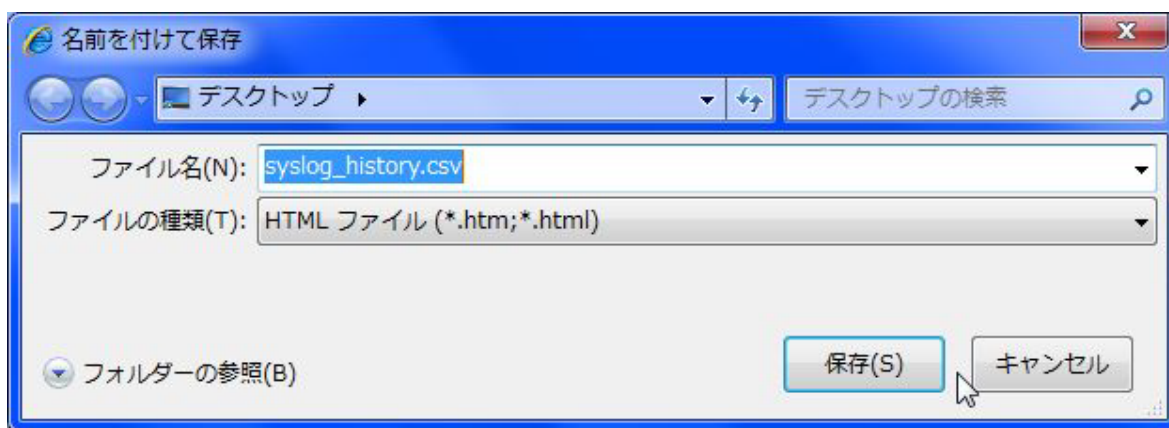 名前を付けて保存
デスクトップ デスクトップの検索
ファイル名(N): syslog_history.csv
ファイルの種類(T): HTML ファイル (*.htm;*.html)
フォルダーの参照(B) 保存(S) キャンセル